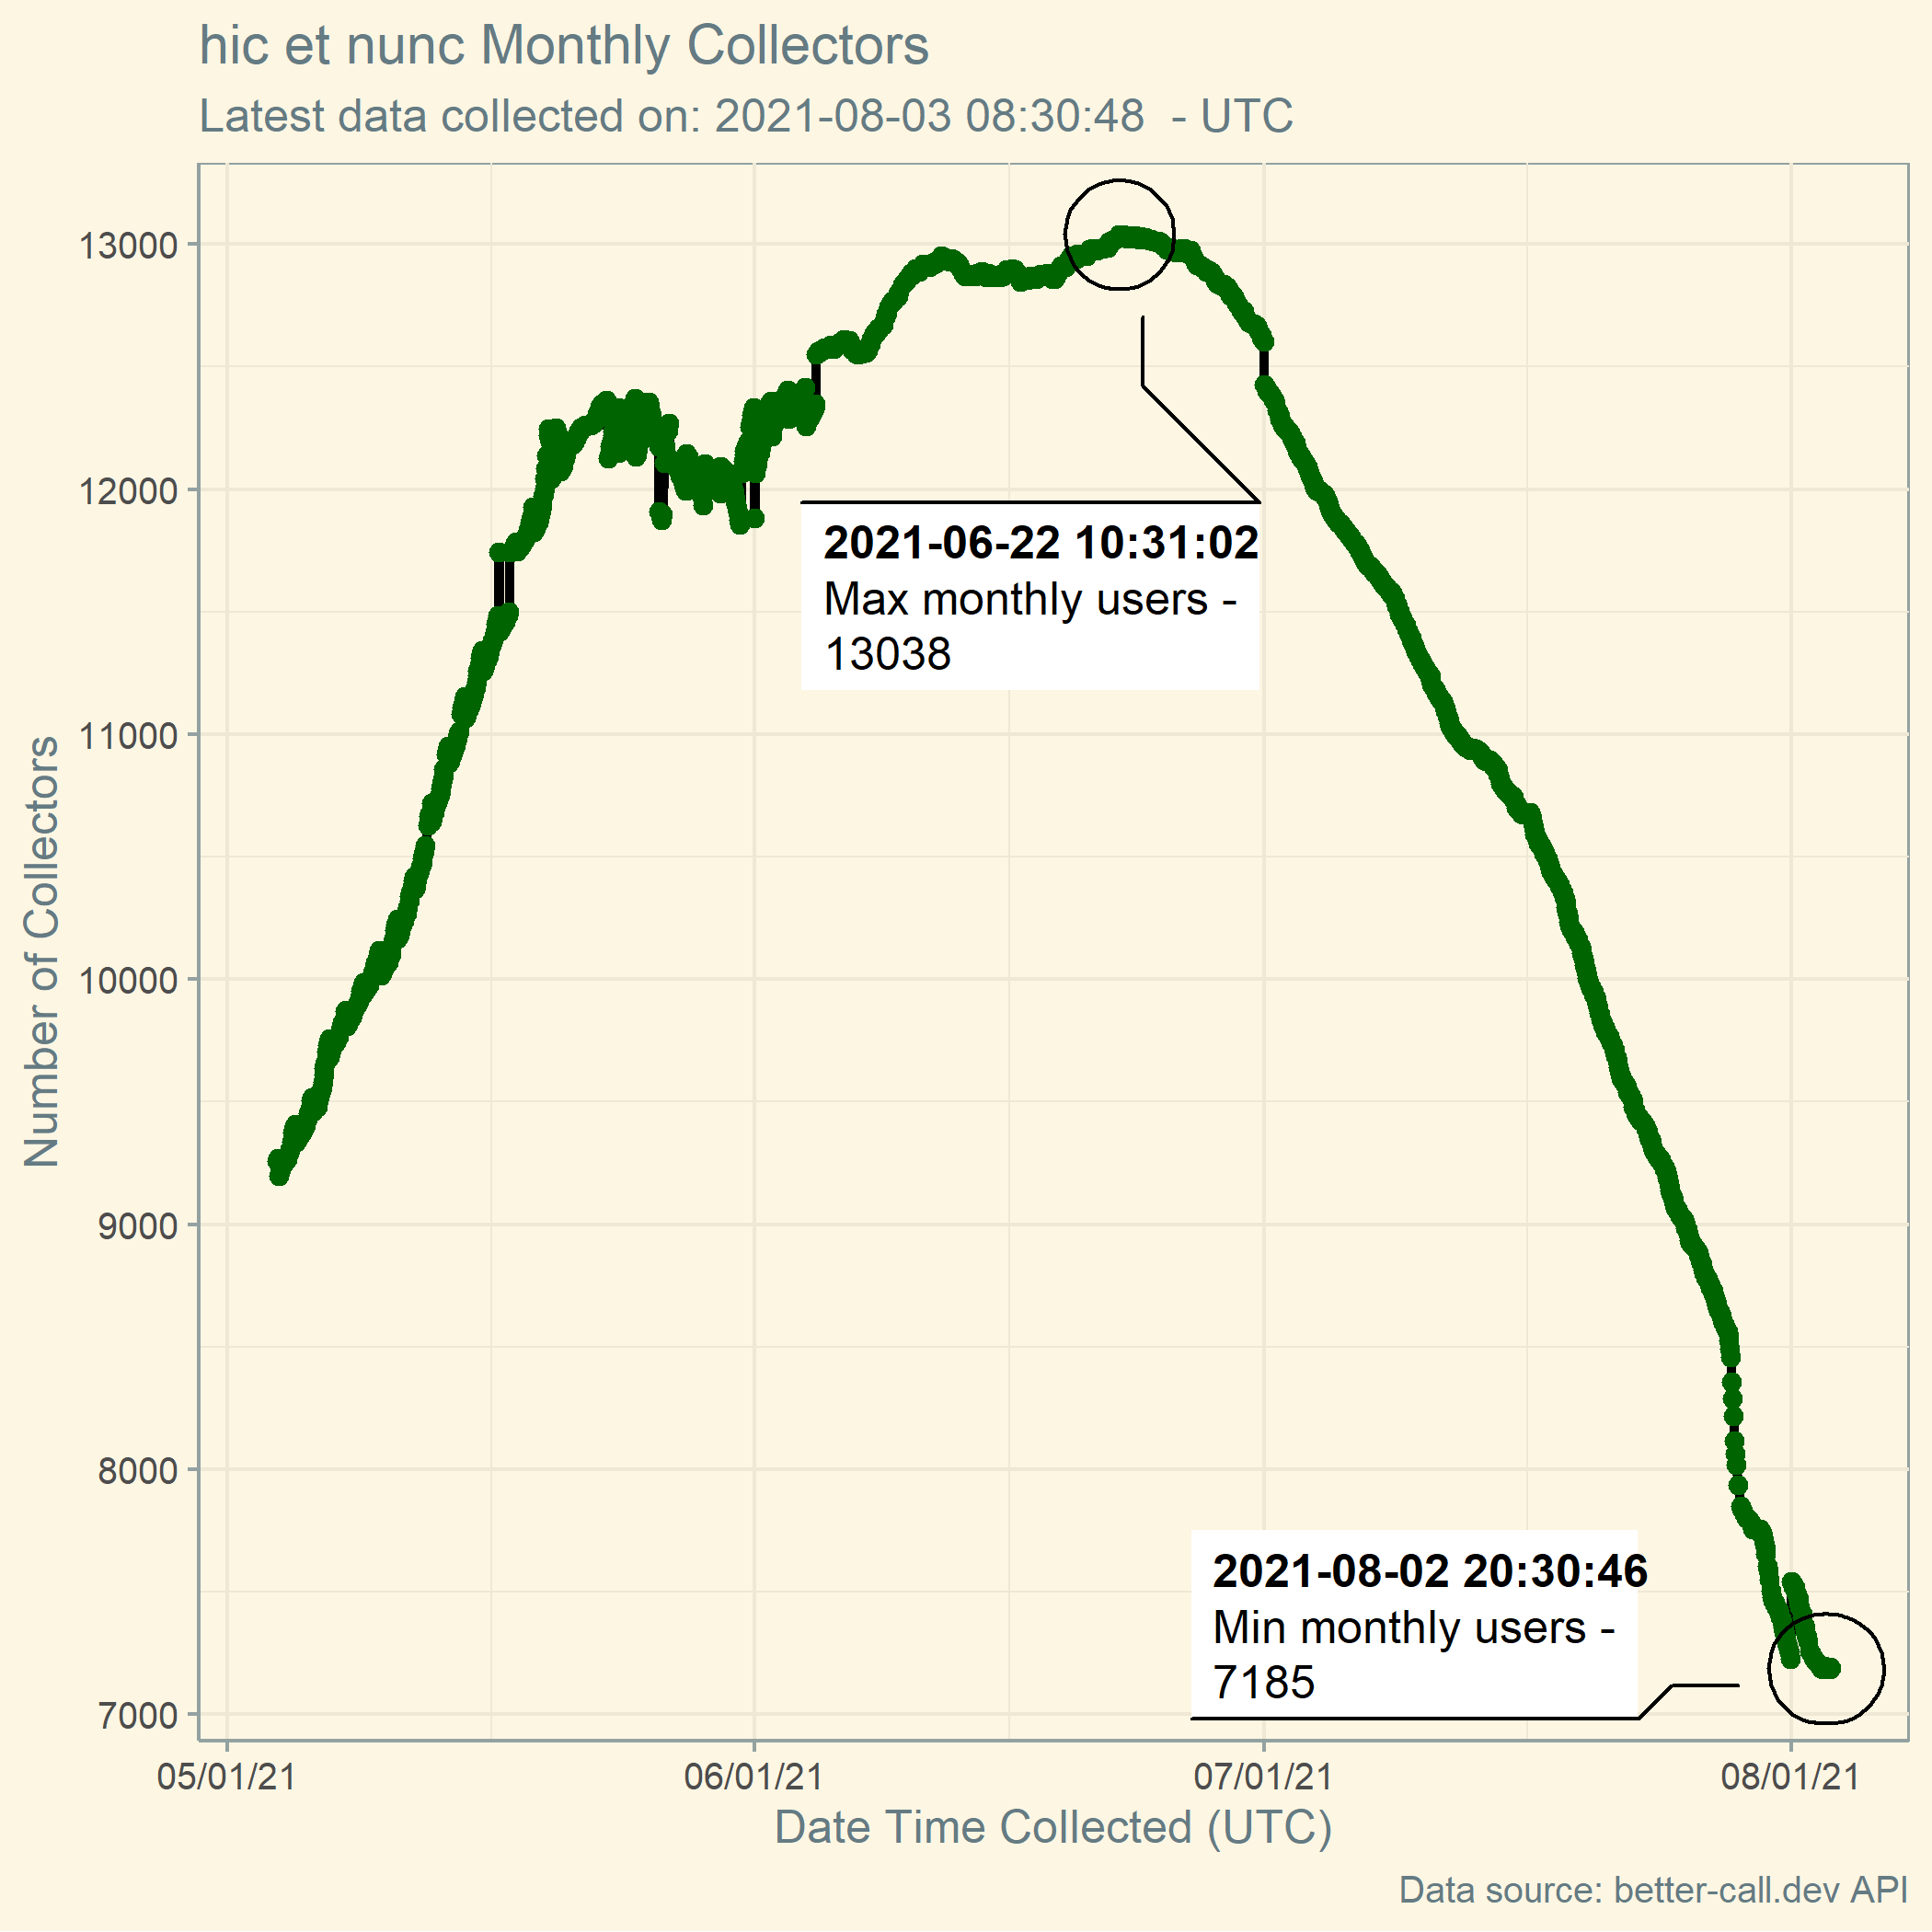 hic et nunc Monthly Collectors
Latest data collected on: 2021-08-03 08:30:48  - UTC
Number of Collectors
13000
12000
11000
10000
9000
8000
7000
2021-06-22 10:31:02
Max monthly users -
13038
2021-08-02 20:30:46
Min monthly users -
7185
05/01/21
06/01/21
07/01/21
08/01/21
Date Time Collected (UTC)
Data source: better-call.dev API